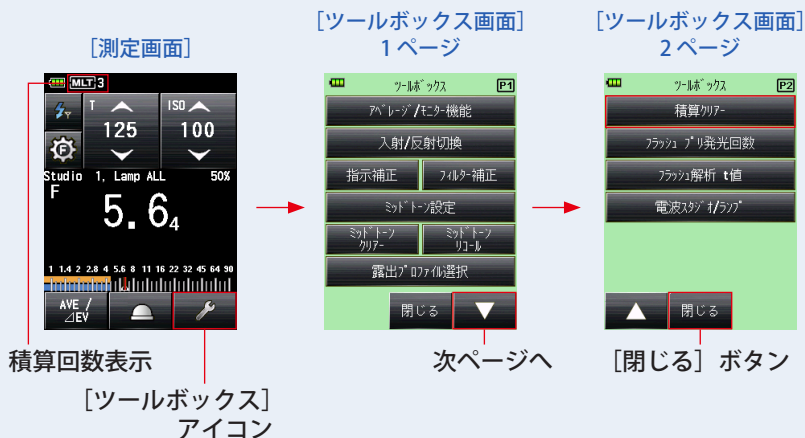 ［測定画面］
MLT 3
T
125
ISO
100
Studio 1, Lamp ALL 50%
F
5.6 4
1 1.4 2 2.8 4 5.6 8 11 16 22 32 45 64 90
AVE /
⊿EV
積算回数表示
［ツールボックス］
アイコン
［ツールボックス画面］
1 ページ
ﾂｰﾙﾎﾞｯｸｽ P1
ｱﾍﾞﾚｰｼﾞ/ﾓﾆﾀｰ機能
入射/反射切換
指示補正 ﾌｨﾙﾀｰ補正
ﾐｯﾄﾞﾄｰﾝ設定
ﾐｯﾄﾞﾄｰﾝ
ｸﾘｱｰ
ﾐｯﾄﾞﾄｰﾝ
ﾘｺｰﾙ
露出ﾌﾟﾛﾌｧｲﾙ選択
閉じる
次ページへ
［ツールボックス画面］
2 ページ
ﾂｰﾙﾎﾞｯｸｽ P2
積算ｸﾘｱｰ
ﾌﾗｯｼｭ ﾌﾟﾘ発光回数
ﾌﾗｯｼｭ解析 t値
電波ｽﾀｼﾞｵ/ﾗﾝﾌﾟ
閉じる
［閉じる］ボタン